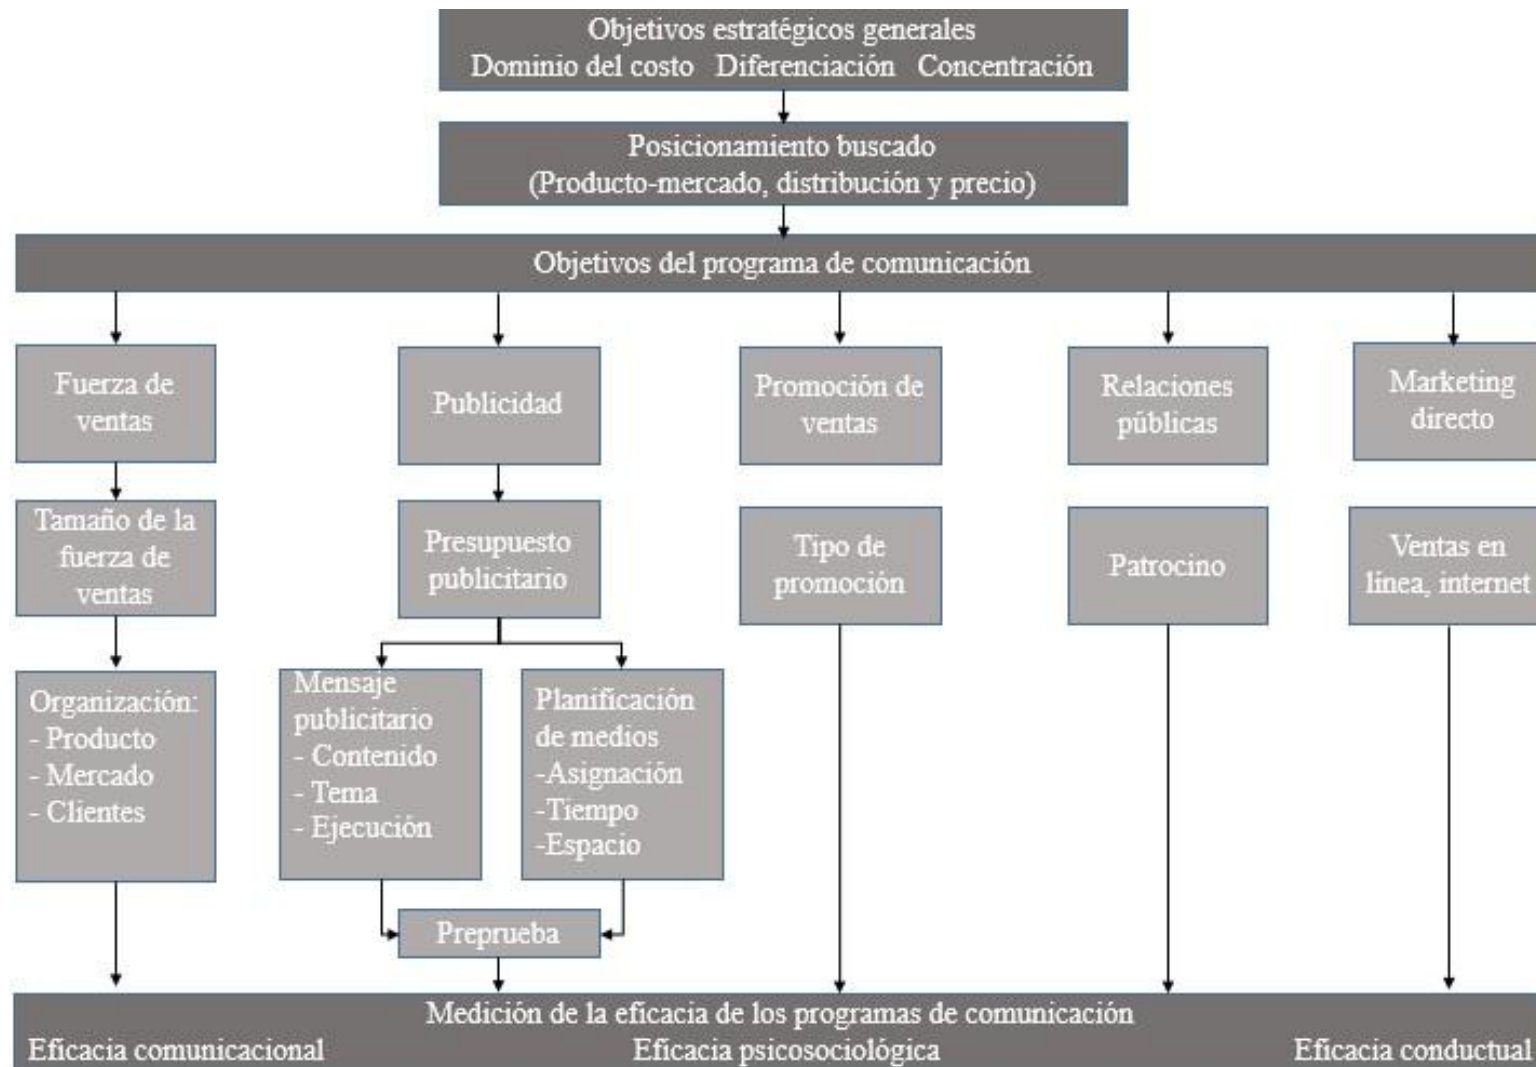 Objetivos estratégicos generales
Dominio del costo Diferenciación Concentración
Posicionamiento buscado
(Producto-mercado, distribución y precio)
Objetivos del programa de comunicación
Fuerza de
ventas
Publicidad
Promoción de
ventas
Relaciones
públicas
Marketing
directo
Tamaño de la
fuerza de
ventas
Presupuesto
publicitario
Tipo de
promoción
Patrocino
Ventas en
línea, internet
Organización:
- Producto
- Mercado
- Clientes
Mensaje
publicitario
- Contenido
- Tema
- Ejecución
Planificación
de medios
-Asignación
-Tiempo
-Espacio
Preprueba
Medición de la eficacia de los programas de comunicación
Eficacia comunicacional Eficacia psicosociológica Eficacia conductual